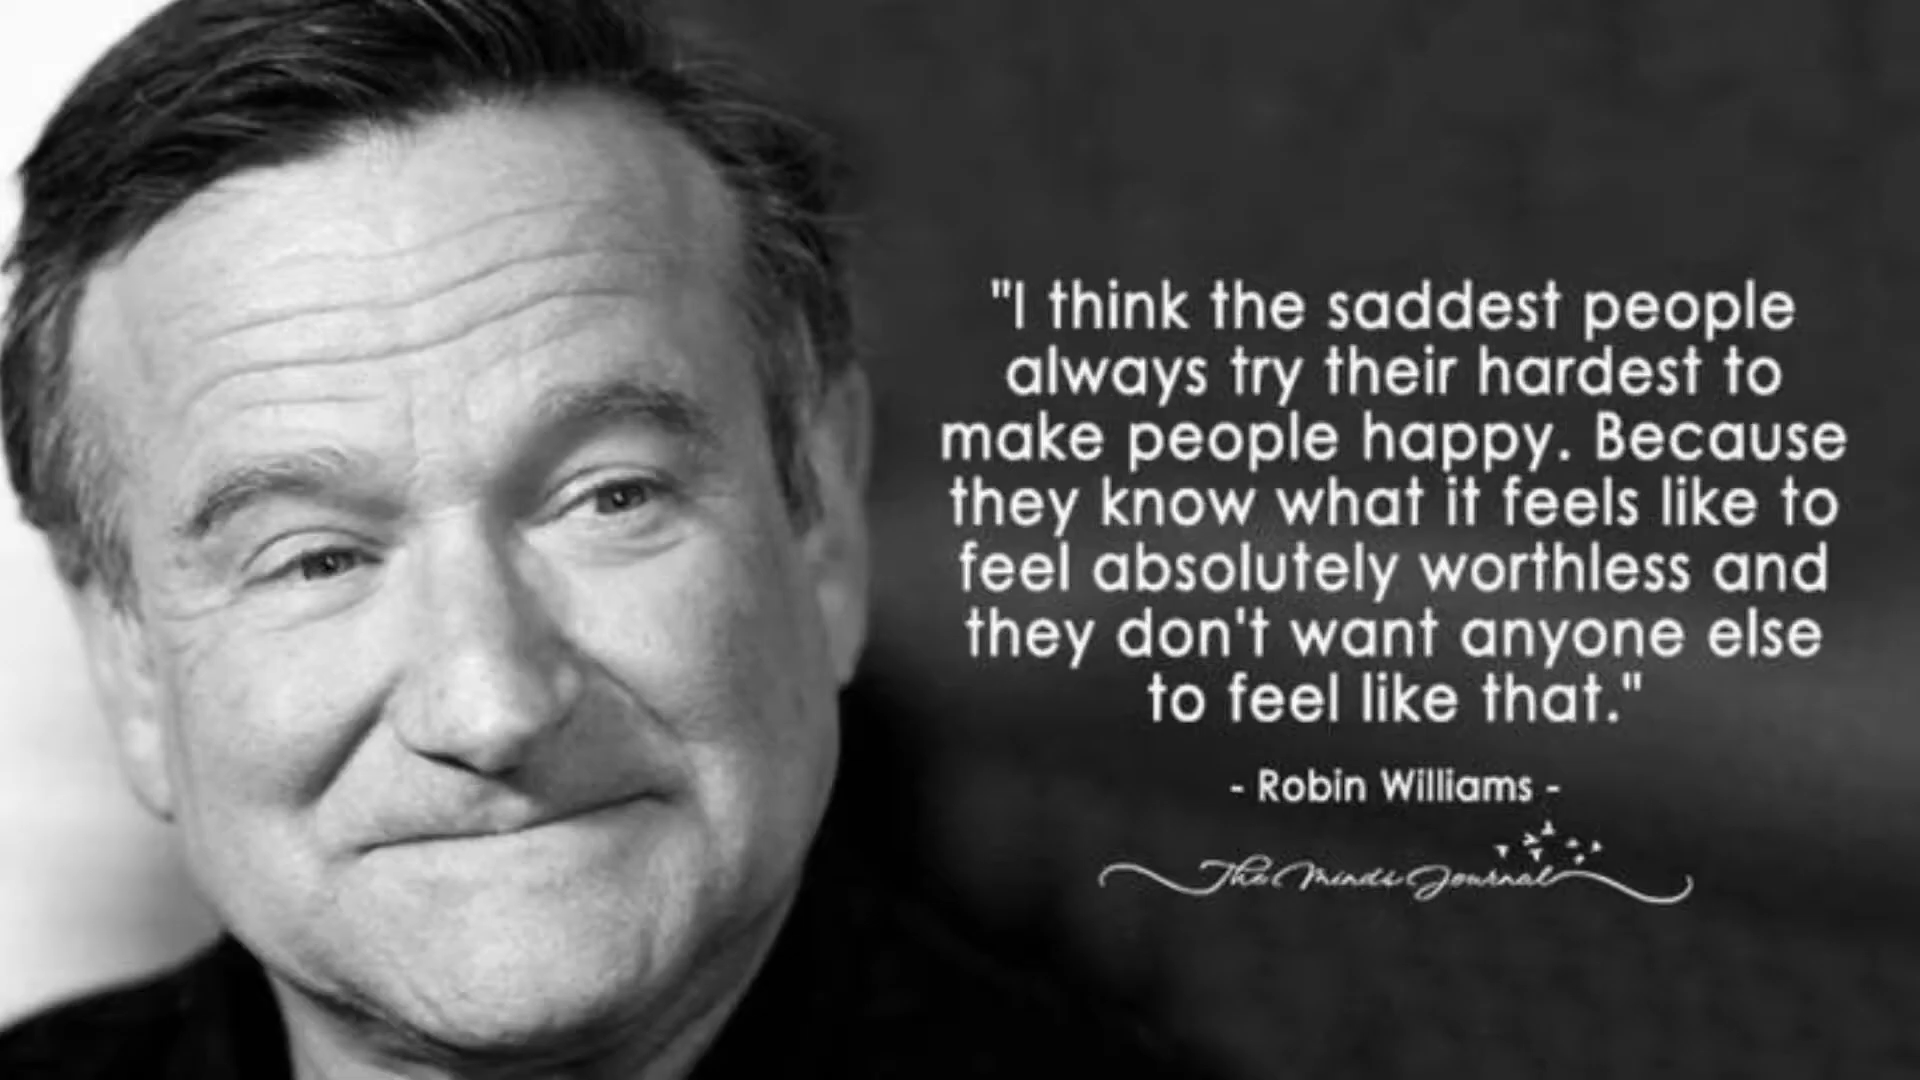 "I think the saddest people
always try their hardest to
make people happy. Because
they know what it feels like to
feel absolutely worthless and
they don't want anyone else
to feel like that."
- Robin Williams -
The Minds Journal